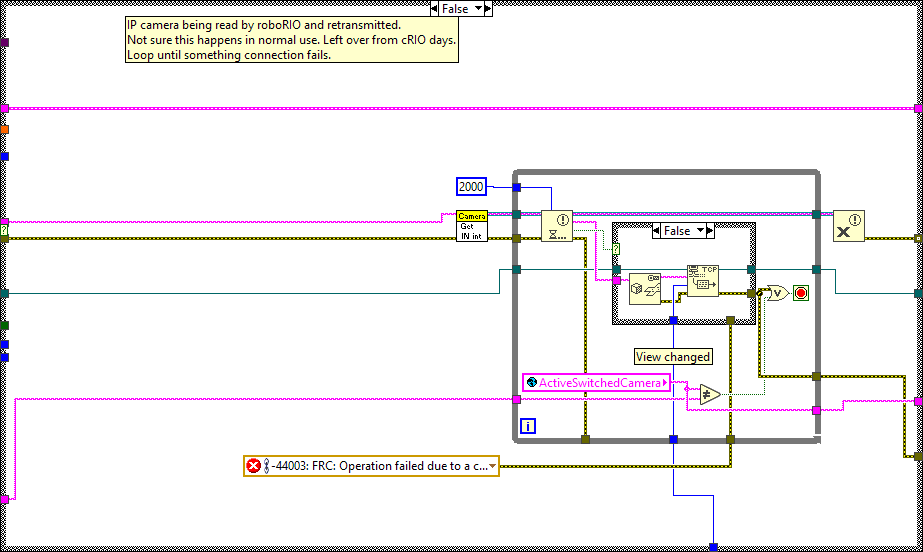 False
IP camera being read by roboRIO and retransmitted.
Not sure this happens in normal use. Left over from cRIO days.
Loop until something connection fails.
2000
Camera
Get
IN int
False
TCP
View changed
ActiveSwitchedCamera
i
-44003: FRC: Operation failed due to a c...